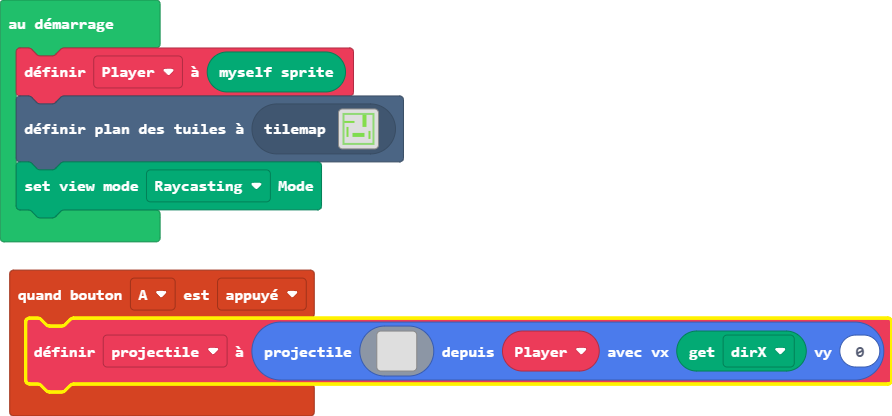 au démarrage
définir Player à myself sprite
définir plan des tuiles à tilemap
set view mode Raycasting Mode
quand bouton A est appuyé
définir projectile à projectile depuis Player avec vx get dirX vy 0